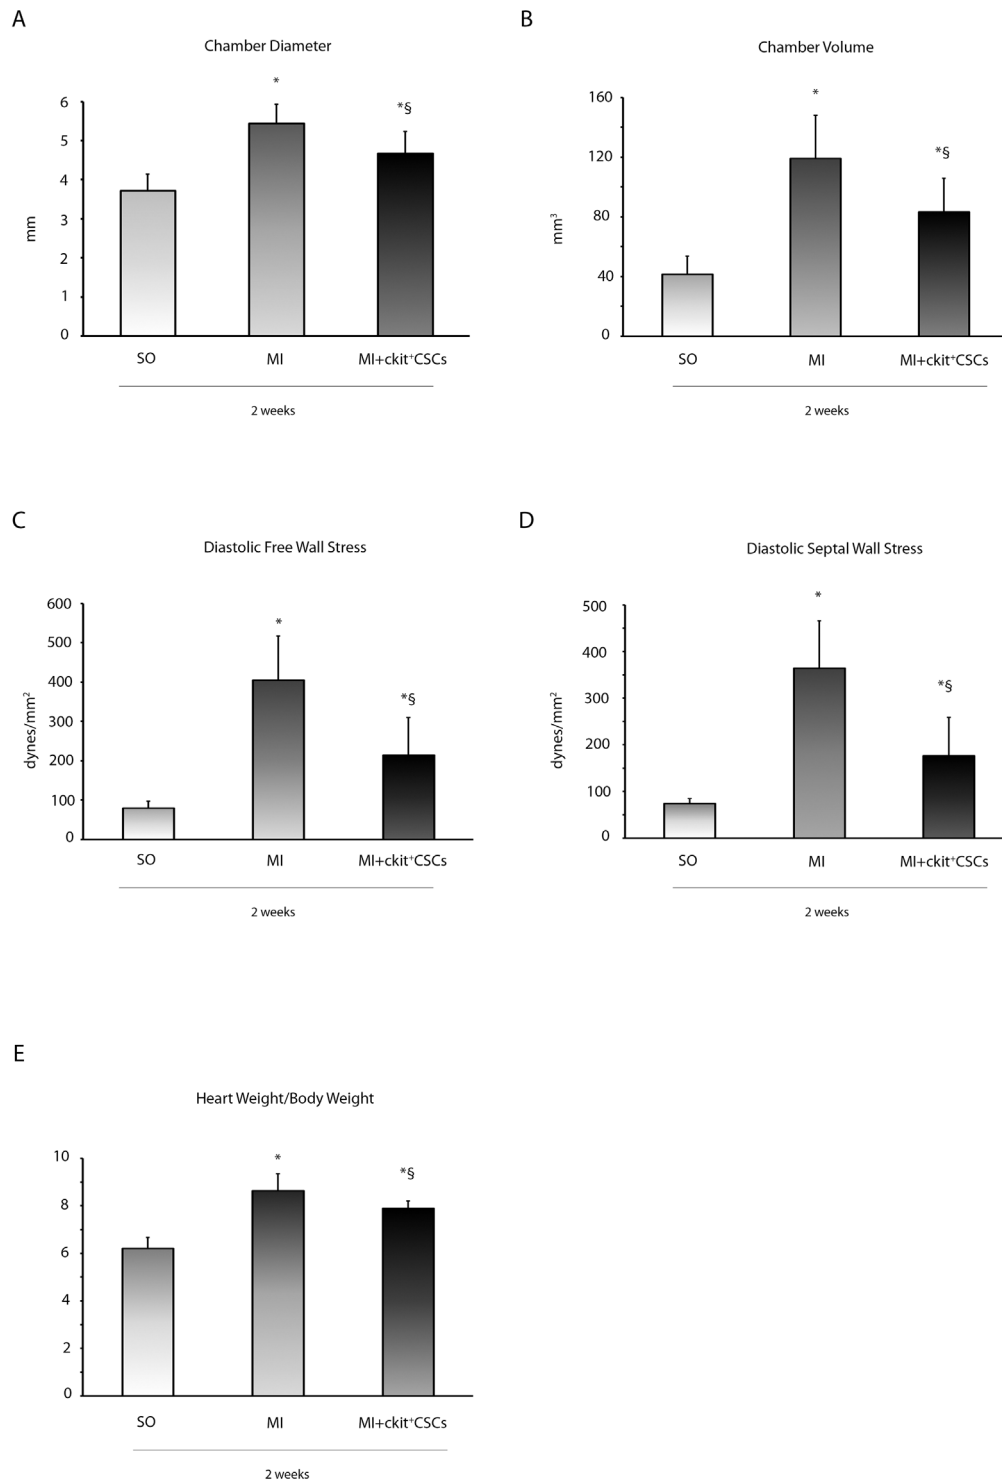 A
Chamber Diameter
*
*§
6
5
4
3
2
1
0
mm
SO MI MI+ckit⁺CSCs
2 weeks
B
Chamber Volume
*
*§
160
120
80
40
0
mm³
SO MI MI+ckit⁺CSCs
2 weeks
C
Diastolic Free Wall Stress
*
*§
600
500
400
300
200
100
0
dynes/mm²
SO MI MI+ckit⁺CSCs
2 weeks
D
Diastolic Septal Wall Stress
*
*§
500
400
300
200
100
0
dynes/mm²
SO MI MI+ckit⁺CSCs
2 weeks
E
Heart Weight/Body Weight
*
*§
10
8
6
4
2
0
SO MI MI+ckit⁺CSCs
2 weeks